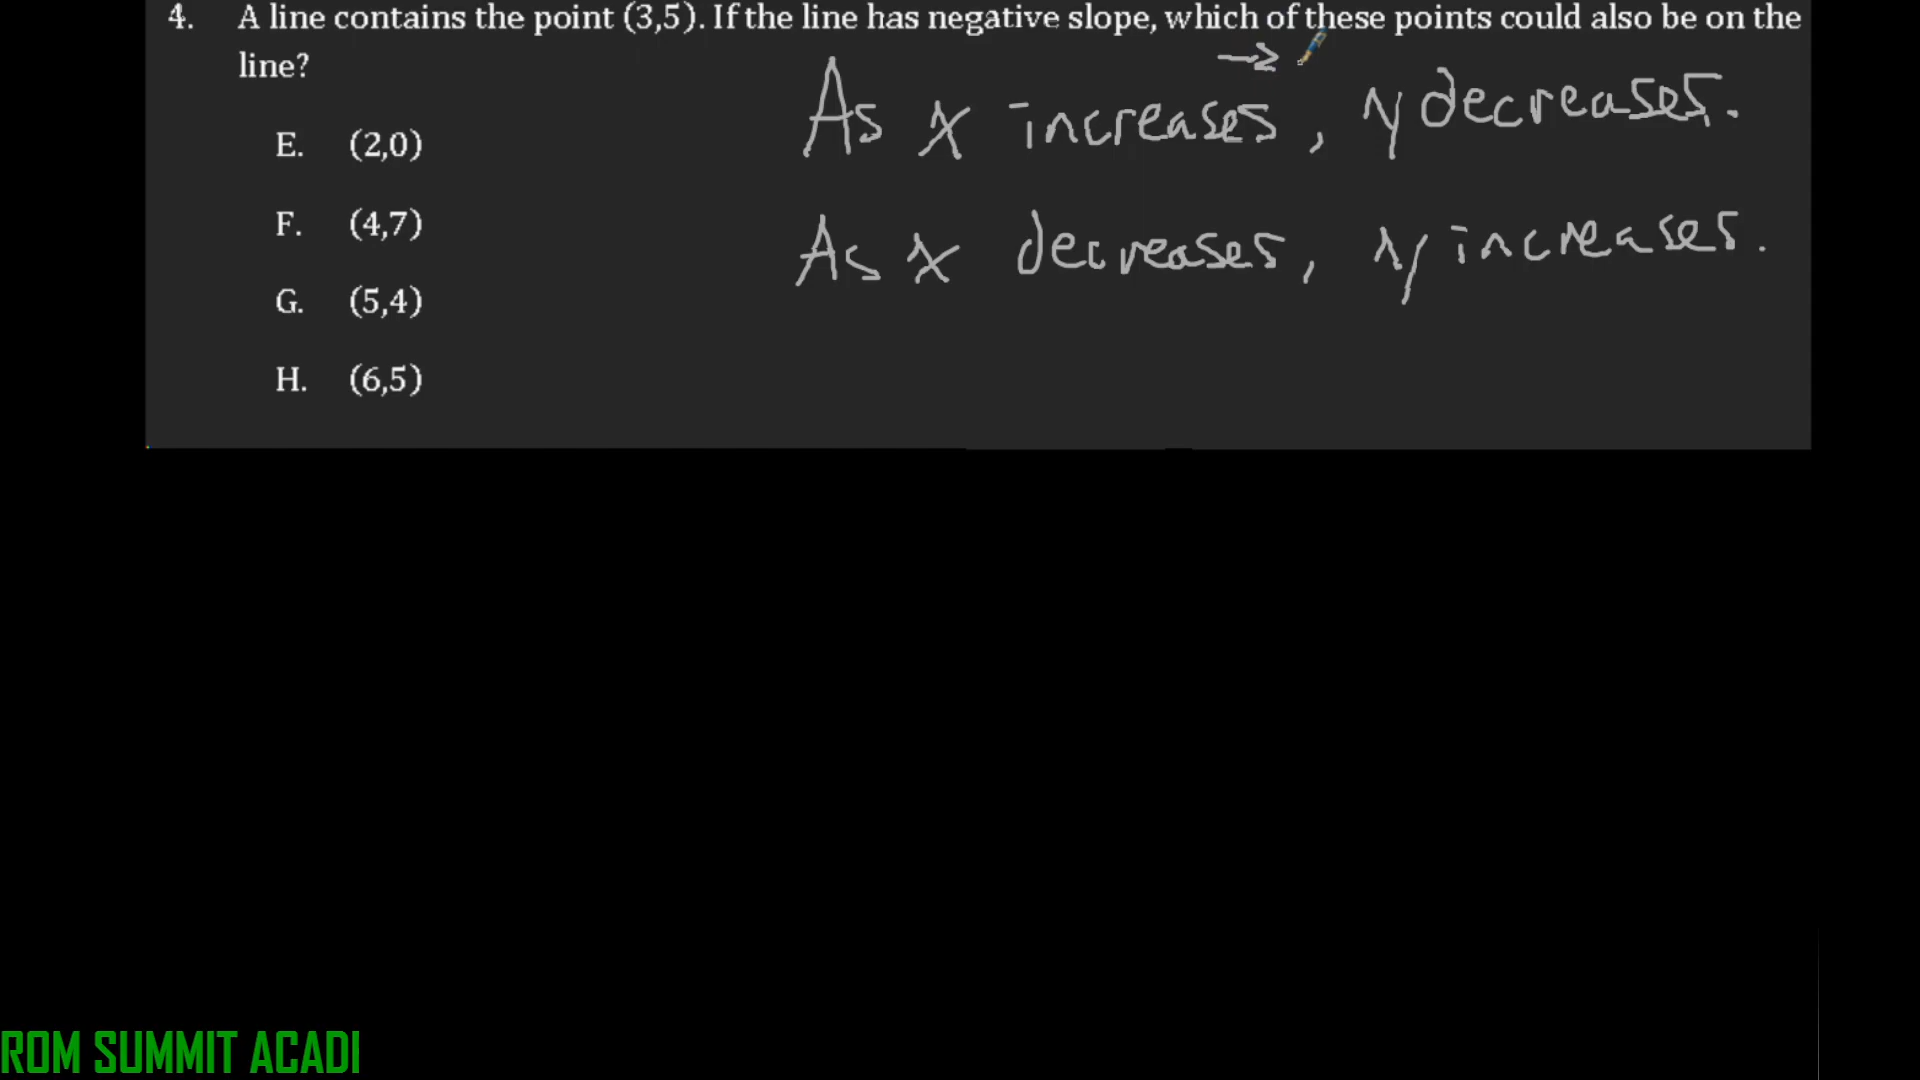 4. A line contains the point (3,5). If the line has negative slope, which of these points could also be on the
line?
As x increases, y decreases.
E. (2,0)
F. (4,7)
As x decreases, y increases.
G. (5,4)
H. (6,5)
ROM SUMMIT ACADI